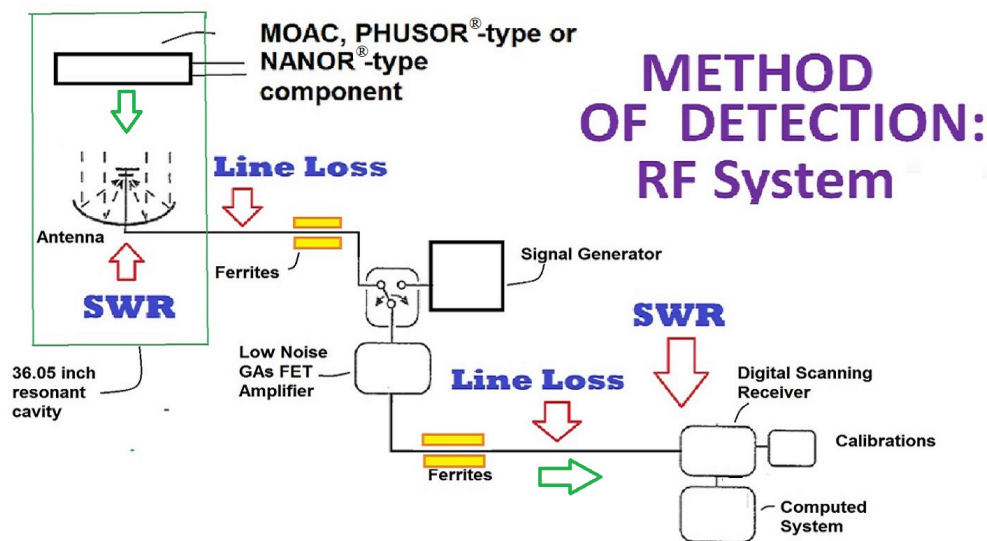 MOAC, PHUSOR®-type or
NANOR®-type
component
METHOD
OF DETECTION:
RF System
Line Loss
Antenna
Ferrites
Signal Generator
SWR
SWR
36.05 inch
resonant
cavity
Low Noise
GAs FET
Amplifier
Line Loss
Digital Scanning
Receiver
Calibrations
Ferrites
Computed
System